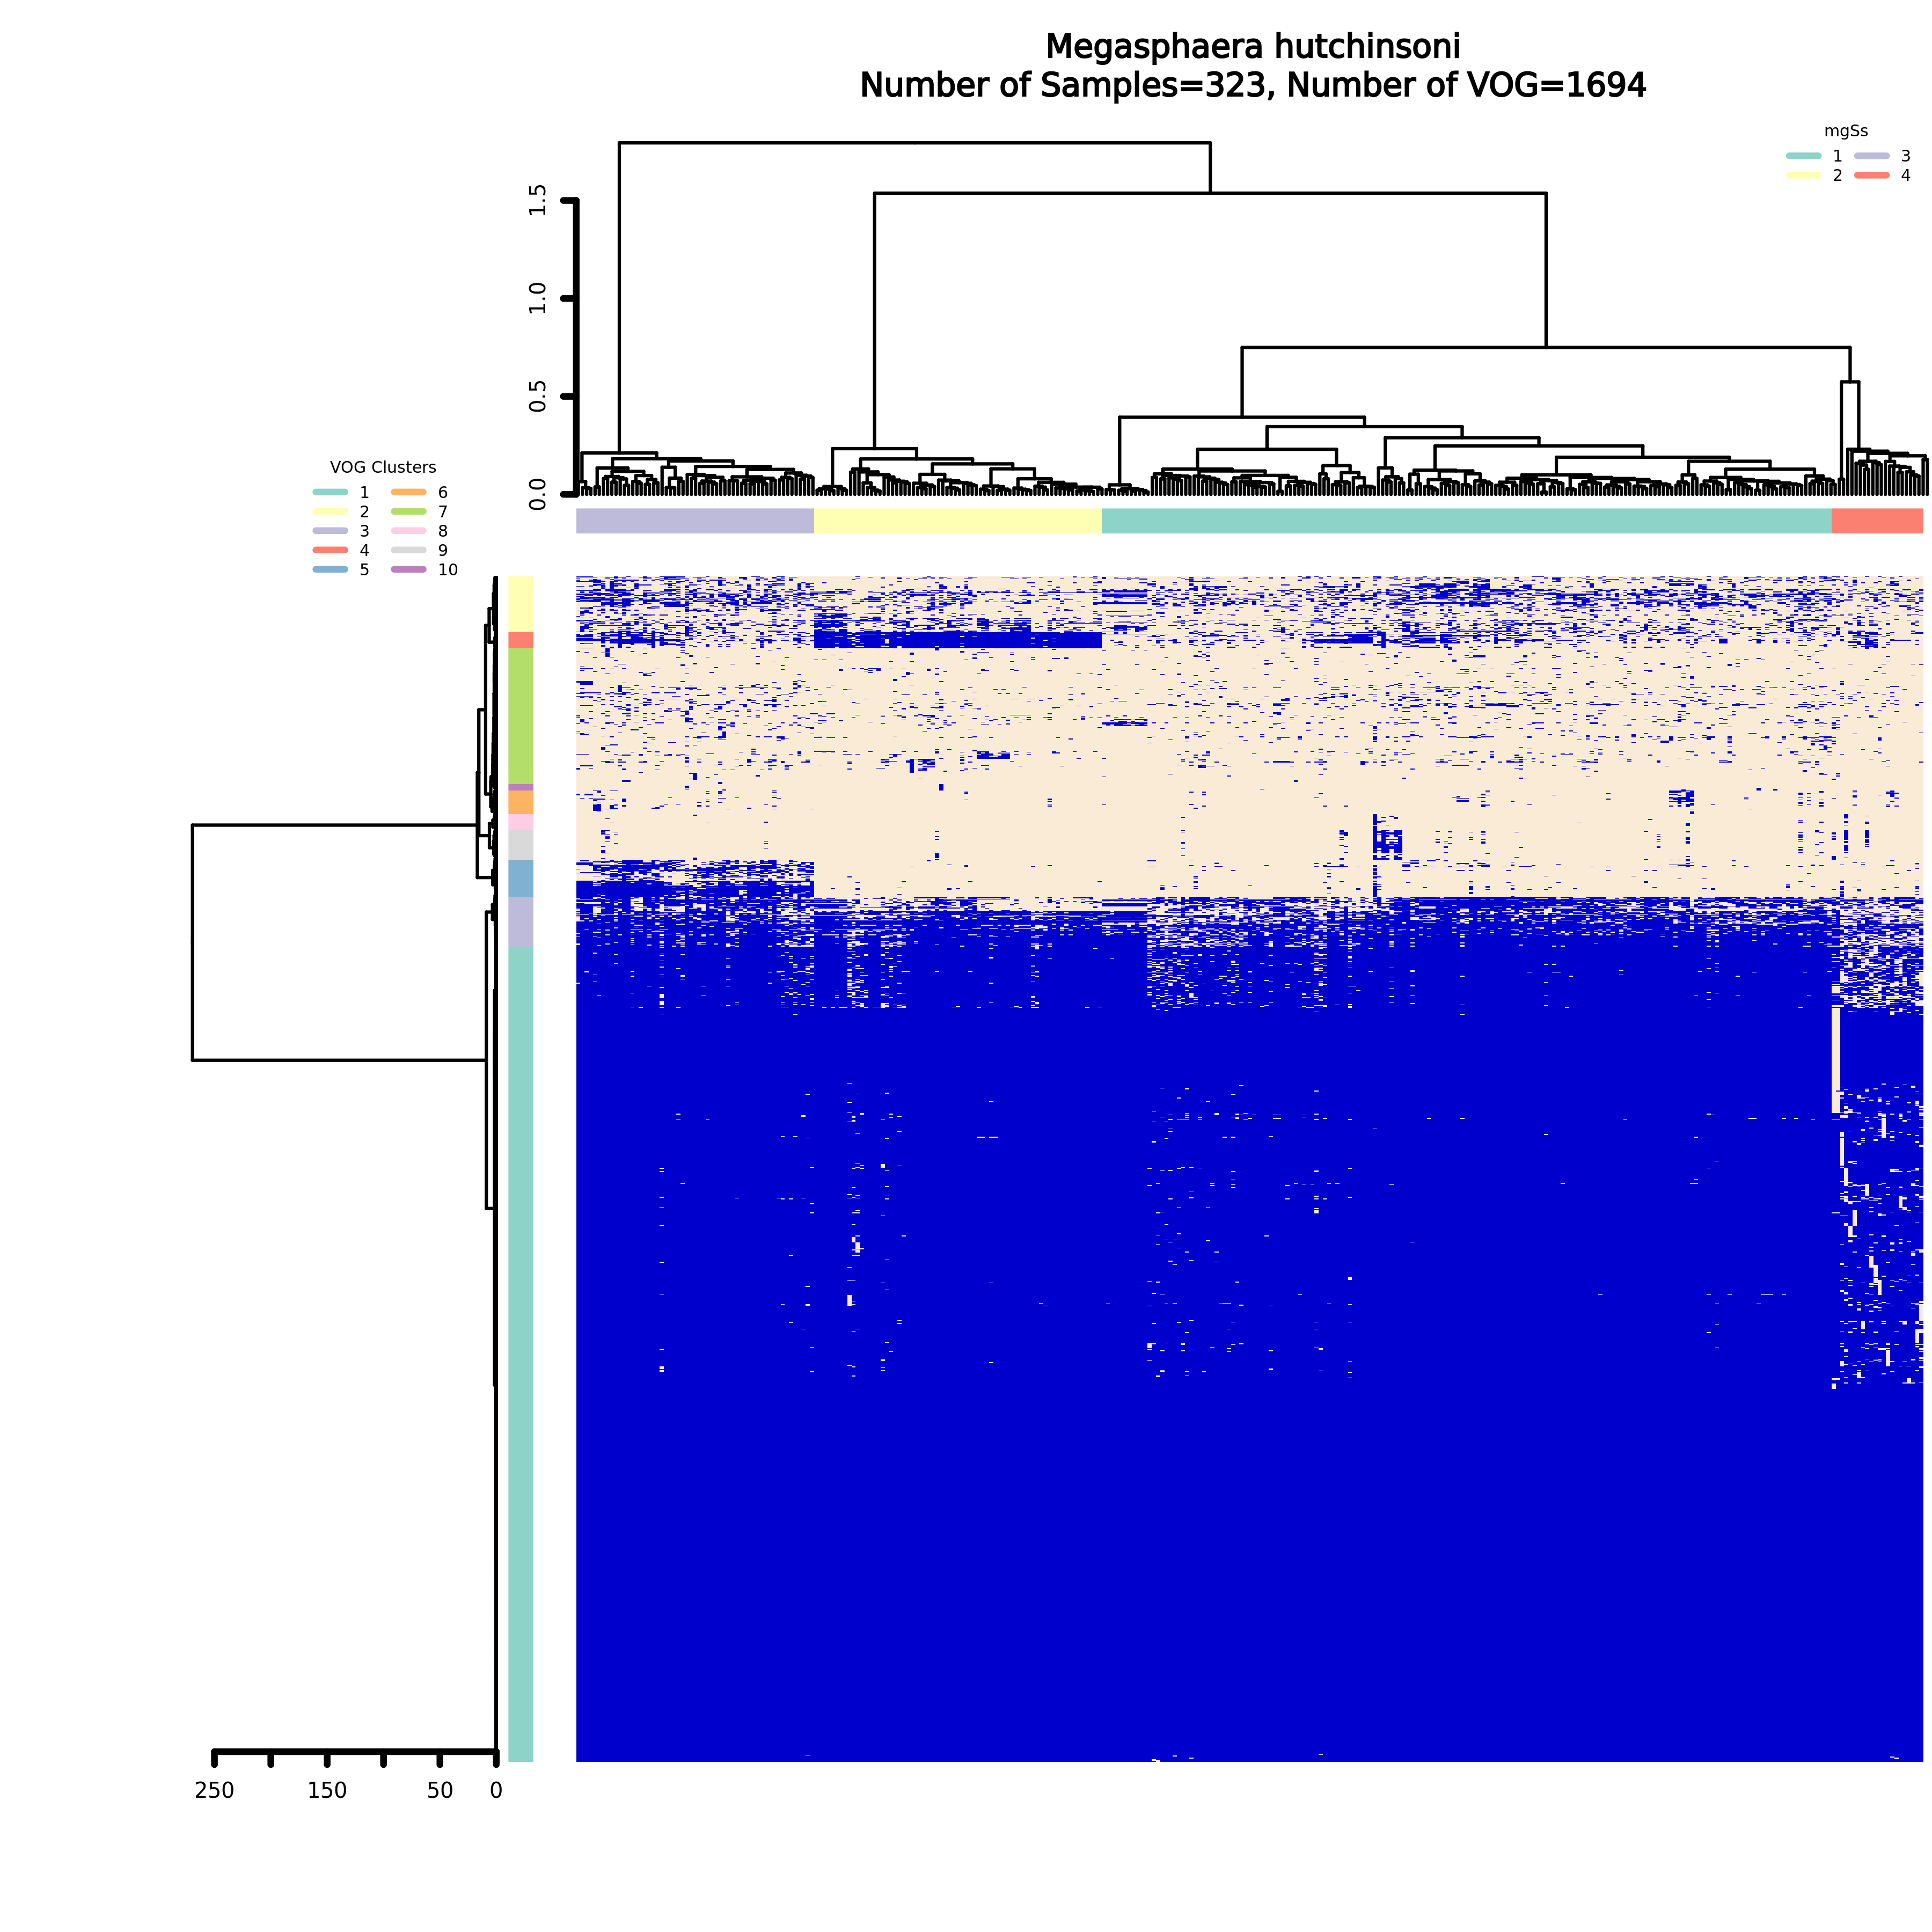 Megasphaera hutchinsoni
Number of Samples=323, Number of VOG=1694
mgSs
1 3
2 4
1.5
1.0
0.5
0.0
VOG Clusters
1 6
2 7
3 8
4 9
5 10
250 150 50 0